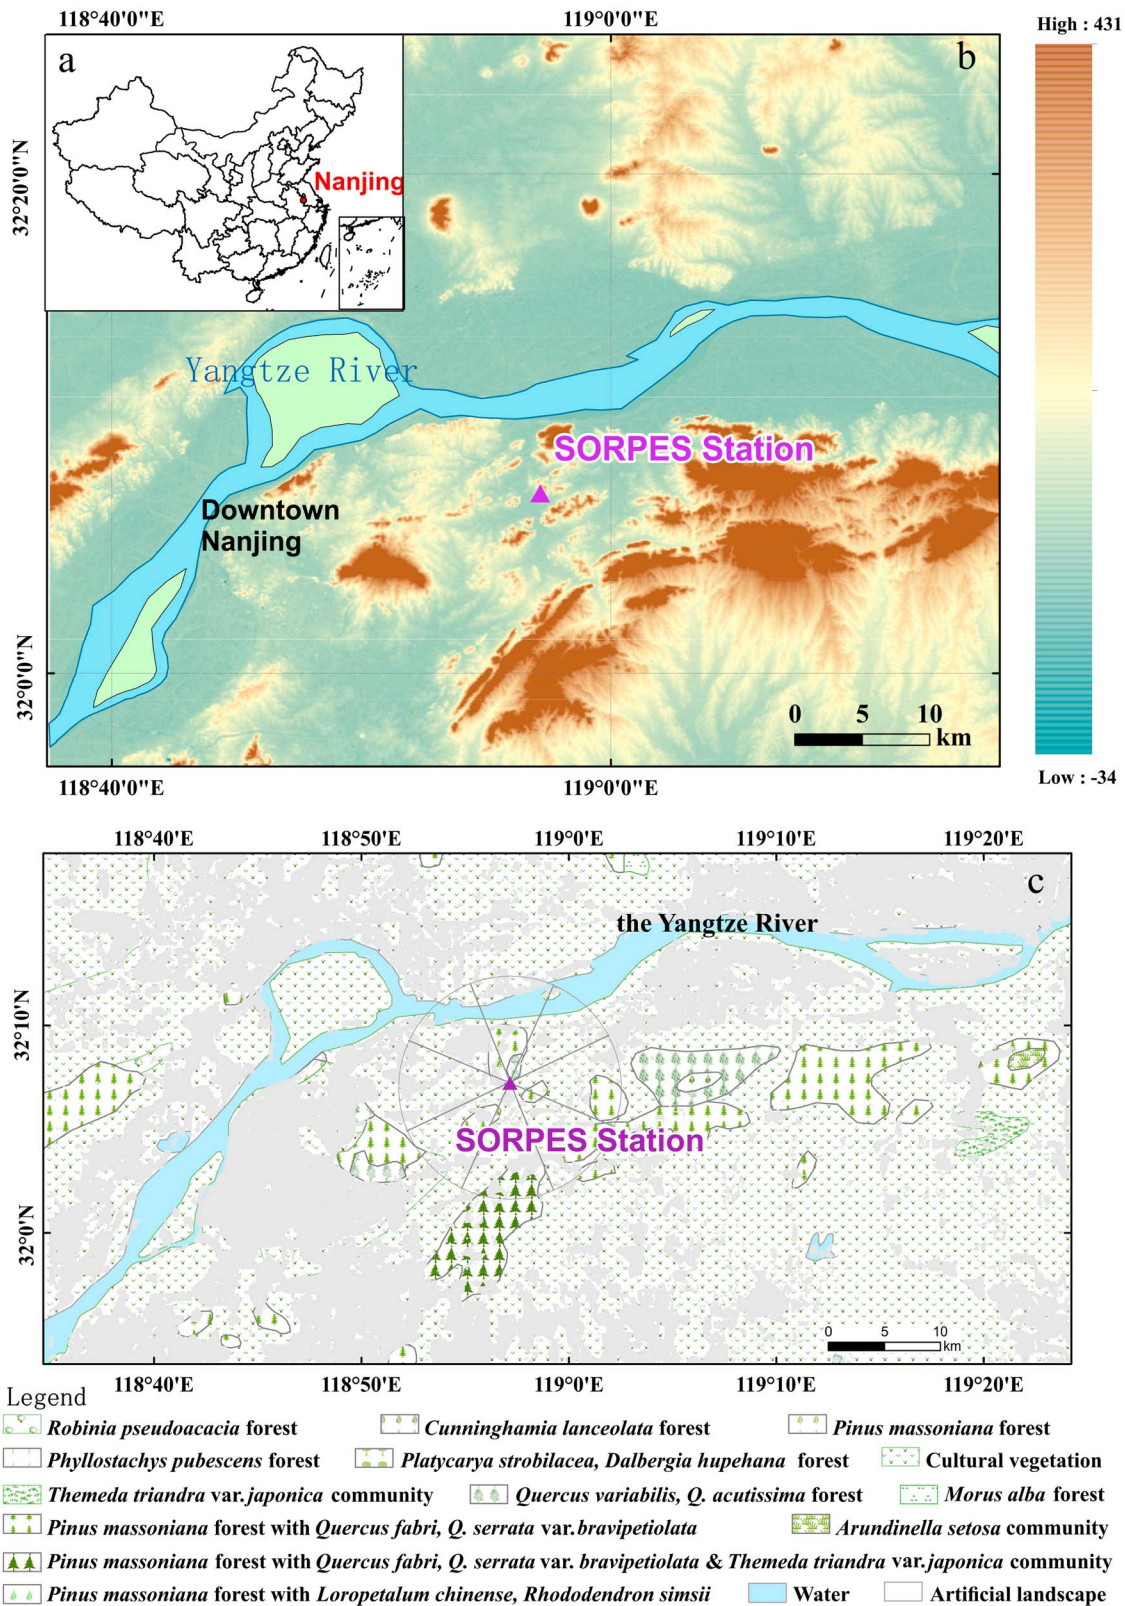 118°40'0"E 119°0'0"E
High : 431
a
b
Nanjing
32°20'0"N
Yangtze River
SORPES Station
Downtown
Nanjing
32°0'0"N
0 5 10
km
Low : -34
118°40'0"E 119°0'0"E
118°40'E 118°50'E 119°0'E 119°10'E 119°20'E
c
the Yangtze River
32°10'N
SORPES Station
32°0'N
0 5 10
km
118°40'E 118°50'E 119°0'E 119°10'E 119°20'E
Legend
Robinia pseudoacacia forest Cunninghamia lanceolata forest Pinus massoniana forest
Phyllostachys pubescens forest Platycarya strobilacea, Dalbergia hupehana forest Cultural vegetation
Themeda triandra var. japonica community Quercus variabilis, Q. acutissima forest Morus alba forest
Pinus massoniana forest with Quercus fabri, Q. serrata var. bravipetiolata Arundinella setosa community
Pinus massoniana forest with Quercus fabri, Q. serrata var. bravipetiolata & Themeda triandra var. japonica community
Pinus massoniana forest with Loropetalum chinense, Rhododendron simsii Water Artificial landscape